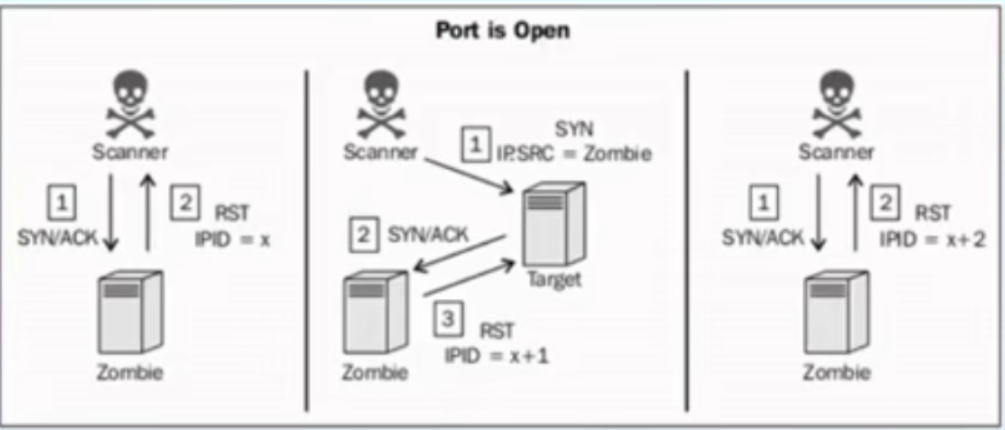 Port is Open
Scanner
1
SYN/ACK
2
RST
IPID = x
Zombie
Scanner
1
SYN
IP.SRC = Zombie
2
SYN/ACK
Target
3
RST
IPID = x+1
Zombie
Scanner
1
SYN/ACK
2
RST
IPID = x+2
Zombie